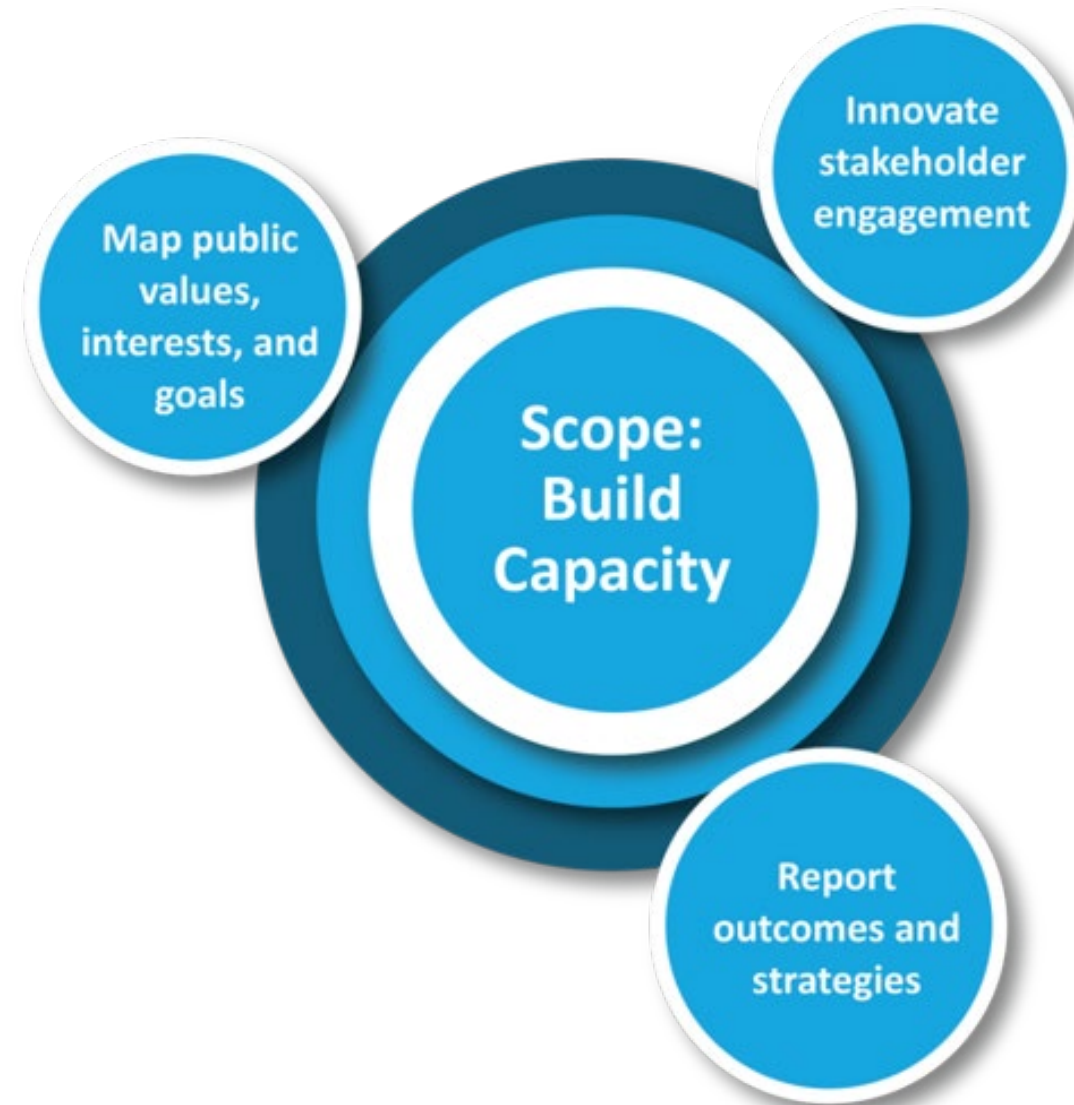 Innovate
stakeholder
engagement
Map public
values,
interests, and
goals
Scope:
Build
Capacity
Report
outcomes and
strategies